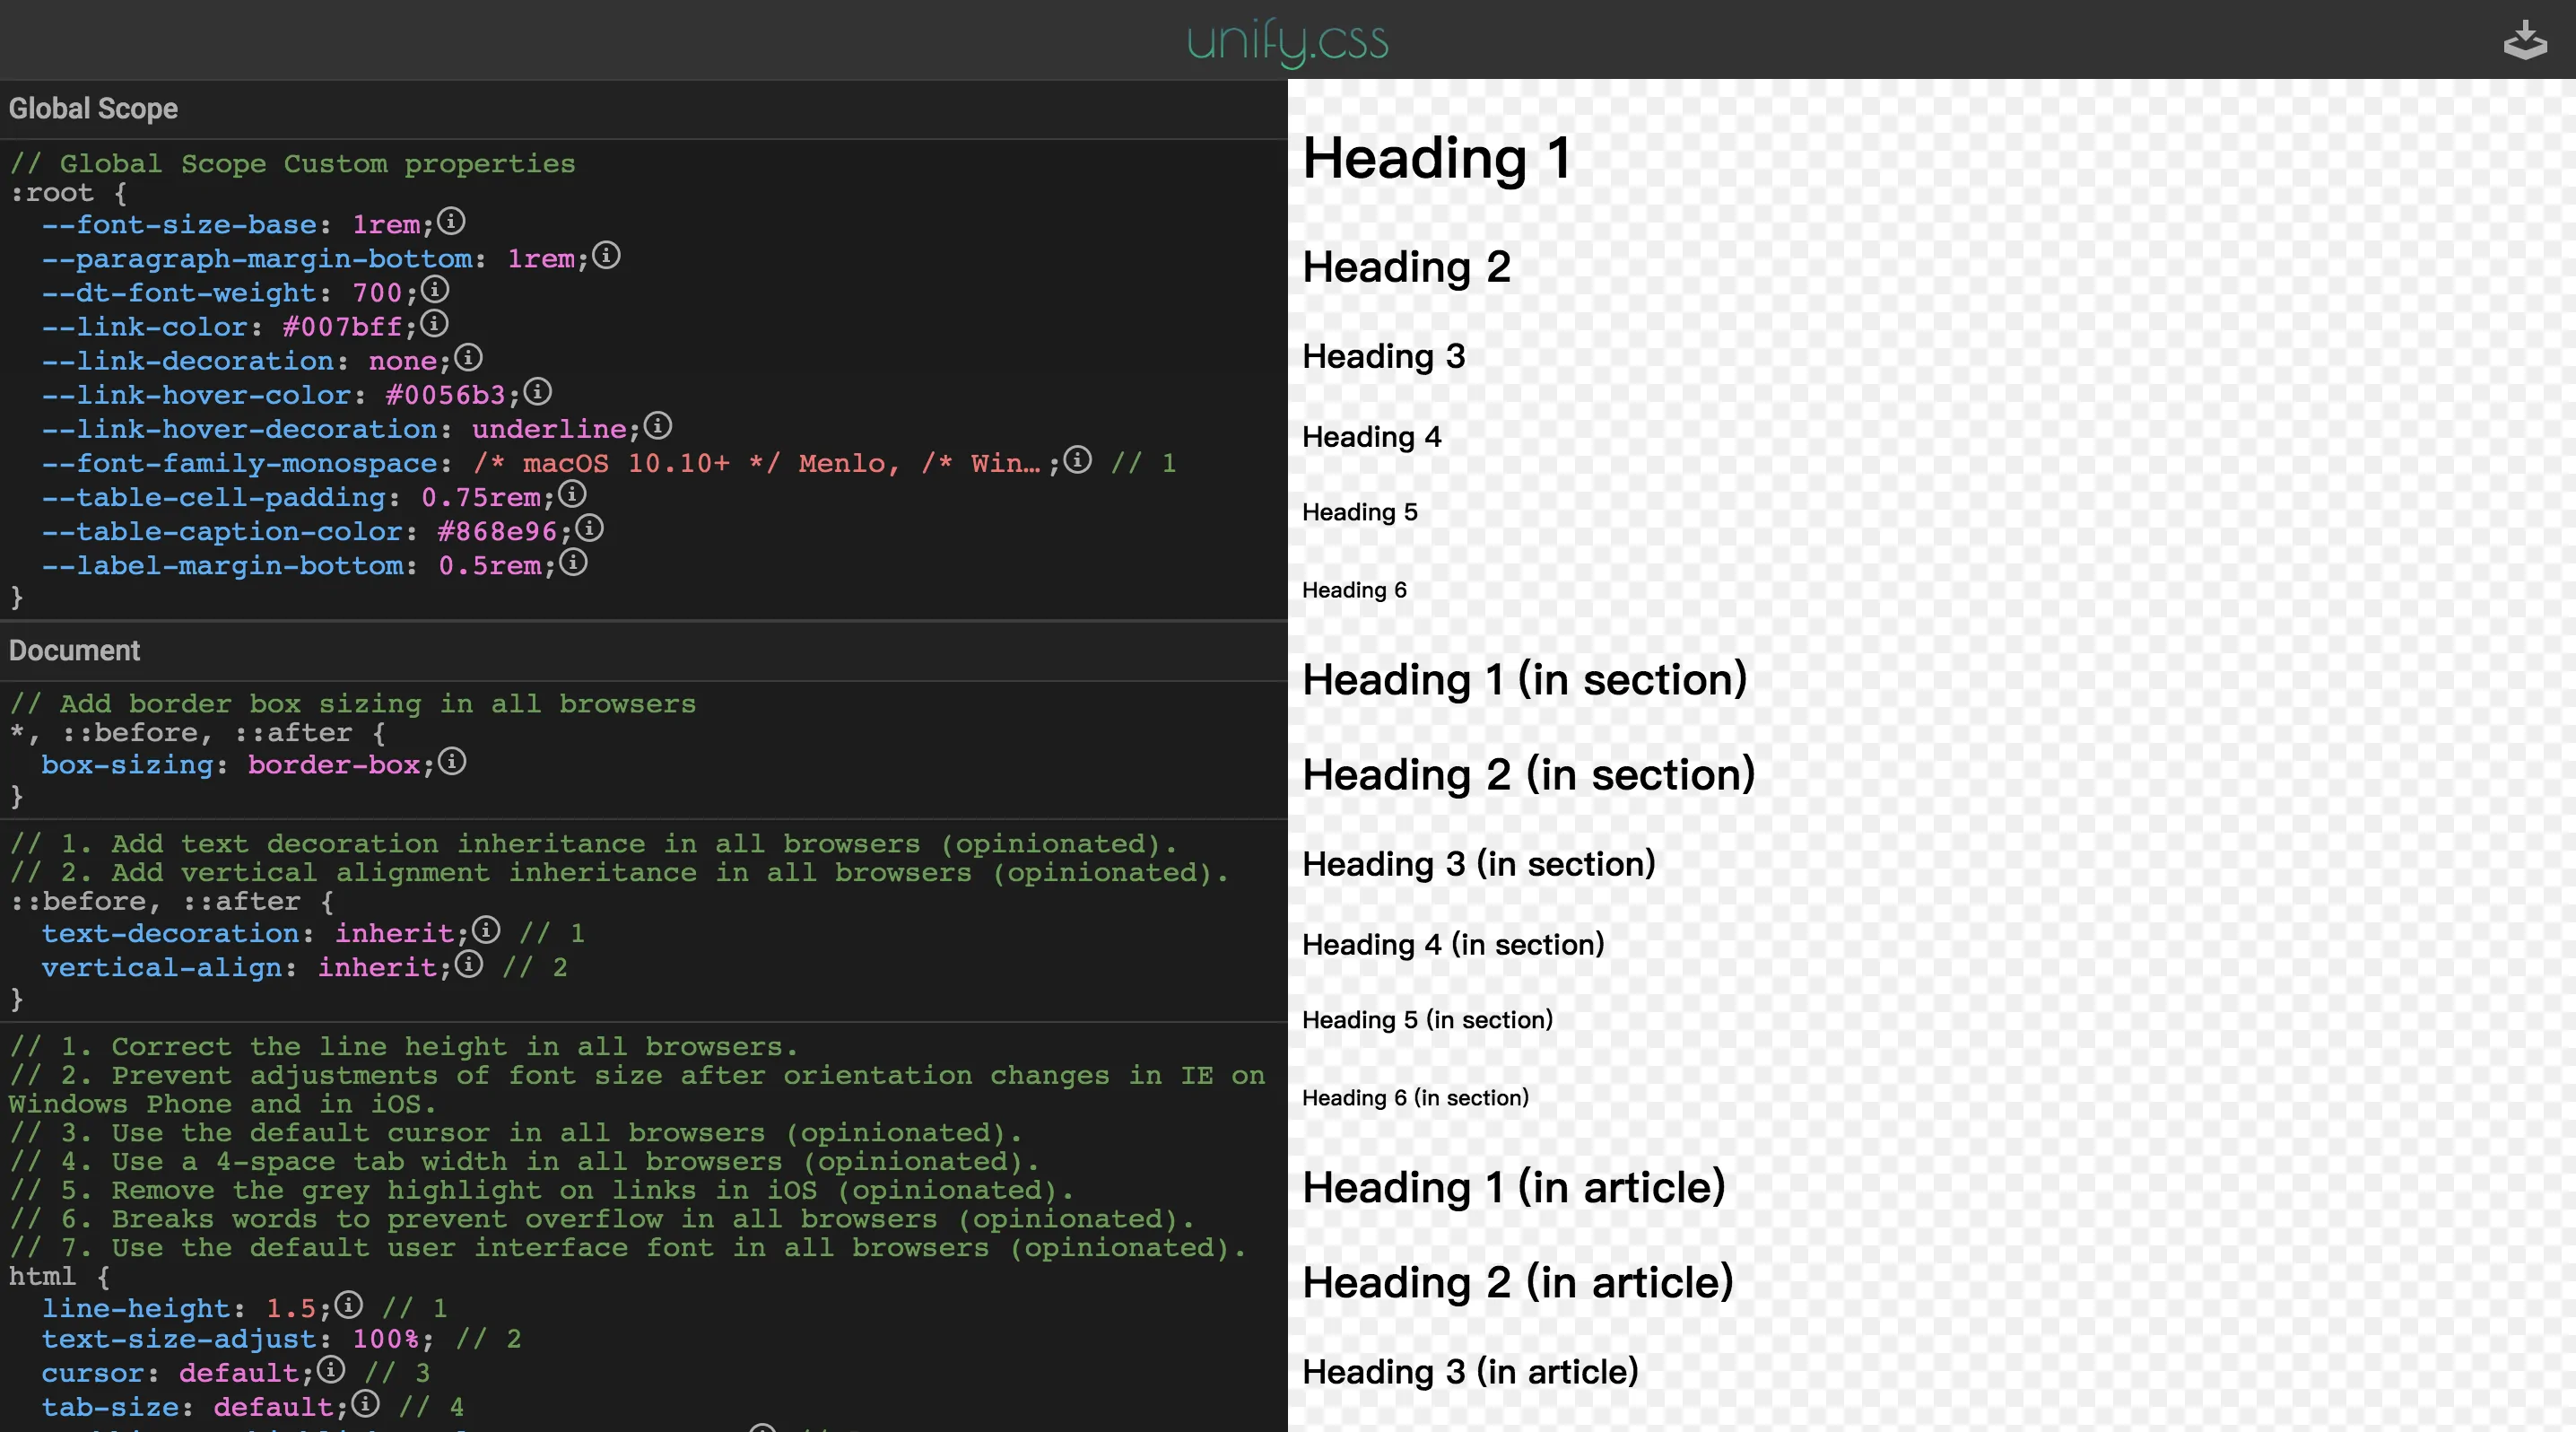 unify.css
Global Scope
// Global Scope Custom properties
:root {
--font-size-base: 1rem;
--paragraph-margin-bottom: 1rem;
--dt-font-weight: 700;
--link-color: #007bff;
--link-decoration: none;
--link-hover-color: #0056b3;
--link-hover-decoration: underline;
--font-family-monospace: /* macOS 10.10+ */ Menlo, /* Win… ; // 1
--table-cell-padding: 0.75rem;
--table-caption-color: #868e96;
--label-margin-bottom: 0.5rem;
}
Document
// Add border box sizing in all browsers
*, ::before, ::after {
box-sizing: border-box;
}
// 1. Add text decoration inheritance in all browsers (opinionated).
// 2. Add vertical alignment inheritance in all browsers (opinionated).
::before, ::after {
text-decoration: inherit; // 1
vertical-align: inherit; // 2
}
// 1. Correct the line height in all browsers.
// 2. Prevent adjustments of font size after orientation changes in IE on
Windows Phone and in iOS.
// 3. Use the default cursor in all browsers (opinionated).
// 4. Use a 4-space tab width in all browsers (opinionated).
// 5. Remove the grey highlight on links in iOS (opinionated).
// 6. Breaks words to prevent overflow in all browsers (opinionated).
// 7. Use the default user interface font in all browsers (opinionated).
html {
line-height: 1.5; // 1
text-size-adjust: 100%; // 2
cursor: default; // 3
tab-size: default; // 4
Heading 1
Heading 2
Heading 3
Heading 4
Heading 5
Heading 6
Heading 1 (in section)
Heading 2 (in section)
Heading 3 (in section)
Heading 4 (in section)
Heading 5 (in section)
Heading 6 (in section)
Heading 1 (in article)
Heading 2 (in article)
Heading 3 (in article)